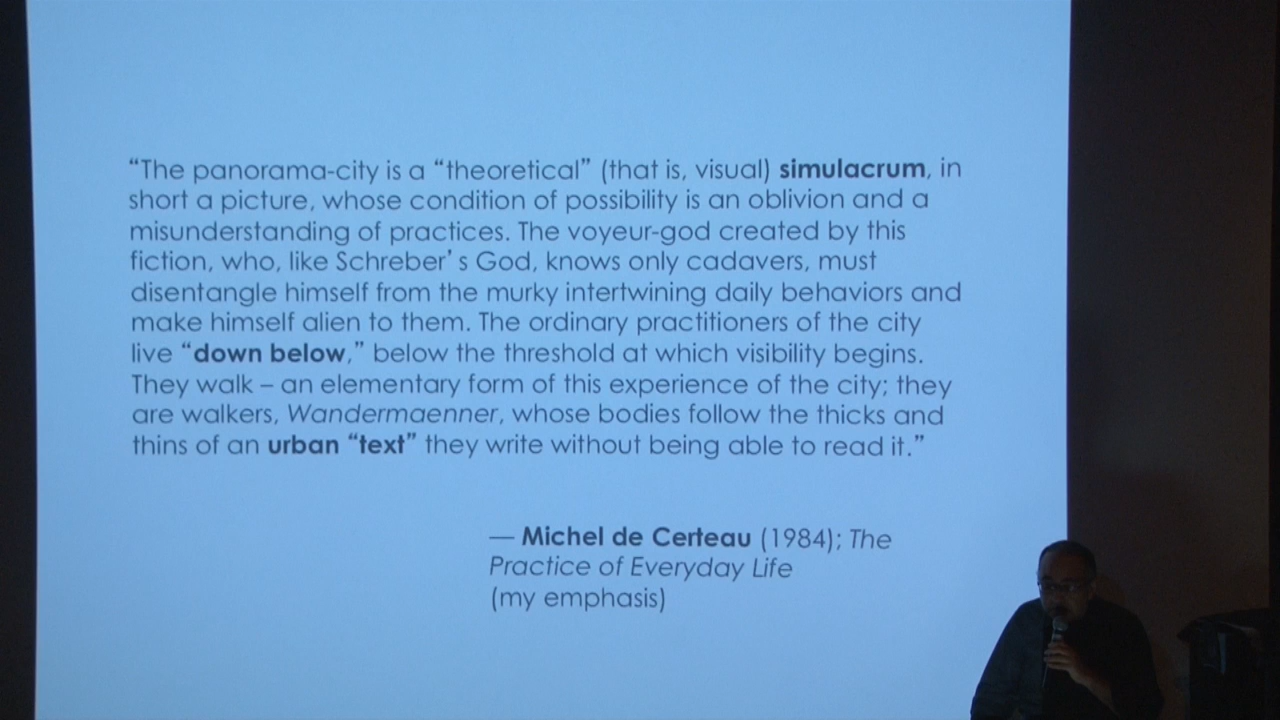 “The panorama-city is a “theoretical” (that is, visual) simulacrum, in
short a picture, whose condition of possibility is an oblivion and a
misunderstanding of practices. The voyeur-god created by this
fiction, who, like Schreber’s God, knows only cadavers, must
disentangle himself from the murky intertwining daily behaviors and
make himself alien to them. The ordinary practitioners of the city
live “down below,” below the threshold at which visibility begins.
They walk – an elementary form of this experience of the city; they
are walkers, Wandermaenner, whose bodies follow the thicks and
thins of an urban “text” they write without being able to read it.”
— Michel de Certeau (1984); The
Practice of Everyday Life
(my emphasis)